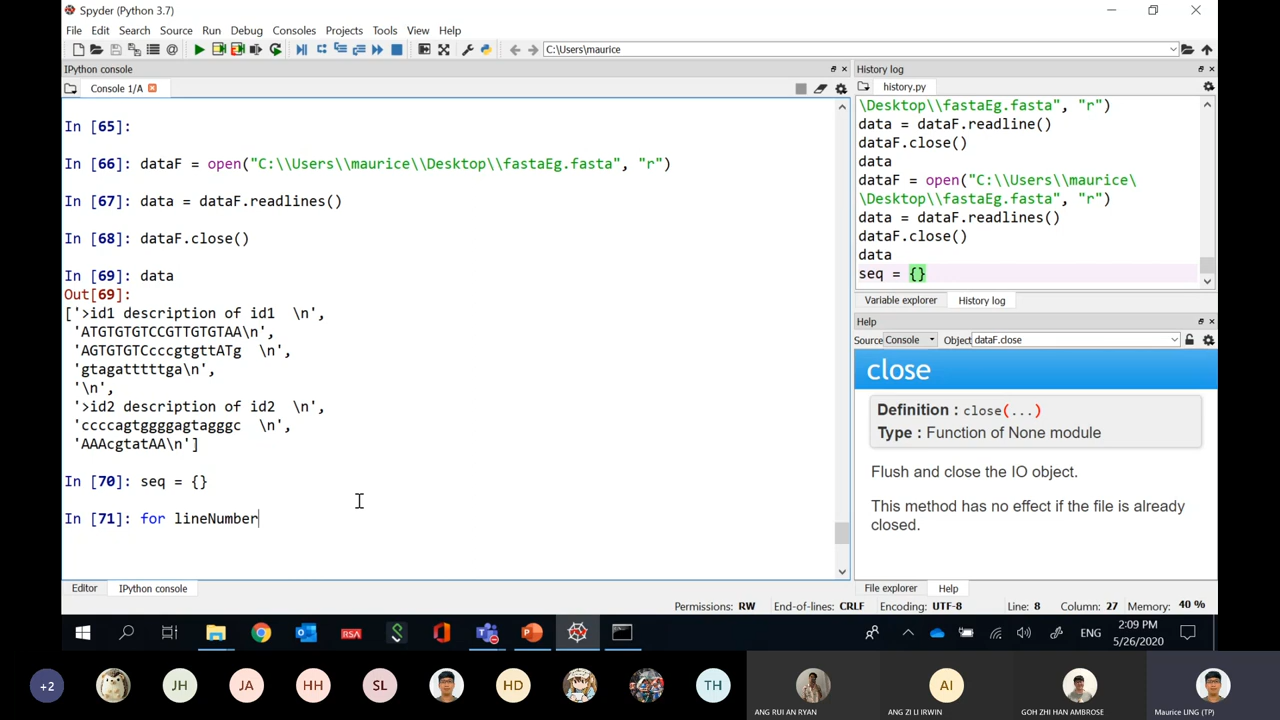 Spyder (Python 3.7)
File Edit Search Source Run Debug Consoles Projects Tools View Help
C:\Users\maurice
IPython console
Console 1/A
In [65]:
In [66]: dataF = open("C:\\Users\\maurice\\Desktop\\fastaEg.fasta", "r")
In [67]: data = dataF.readlines()
In [68]: dataF.close()
In [69]: data
Out[69]:
['>id1 description of id1  \n',
'ATGTGTGTCCGTTGTGTAA\n',
'AGTGTGTCcccgtgttATg  \n',
'gtagatttttga\n',
'\n',
'>id2 description of id2  \n',
'ccccagtggggagtagggc  \n',
'AAAcgtatAA\n']
In [70]: seq = {}
In [71]: for lineNumber
Editor IPython console
History log
history.py
\Desktop\\fastaEg.fasta", "r")
data = dataF.readline()
dataF.close()
data
dataF = open("C:\\Users\\maurice\
\Desktop\\fastaEg.fasta", "r")
data = dataF.readlines()
dataF.close()
data
seq = {}
Variable explorer History log
Help
Source Console Object dataF.close
close
Definition : close(...)
Type : Function of None module
Flush and close the IO object.
This method has no effect if the file is already
closed.
File explorer Help
Permissions: RW End-of-lines: CRLF Encoding: UTF-8 Line: 8 Column: 27 Memory: 40 %
RSA
ENG
2:09 PM
5/26/2020
+2 JH JA HH SL HD TH AI
ANG RUI AN RYAN ANG ZI LI IRWIN GOH ZHI HAN AMBROSE Maurice LING (TP)